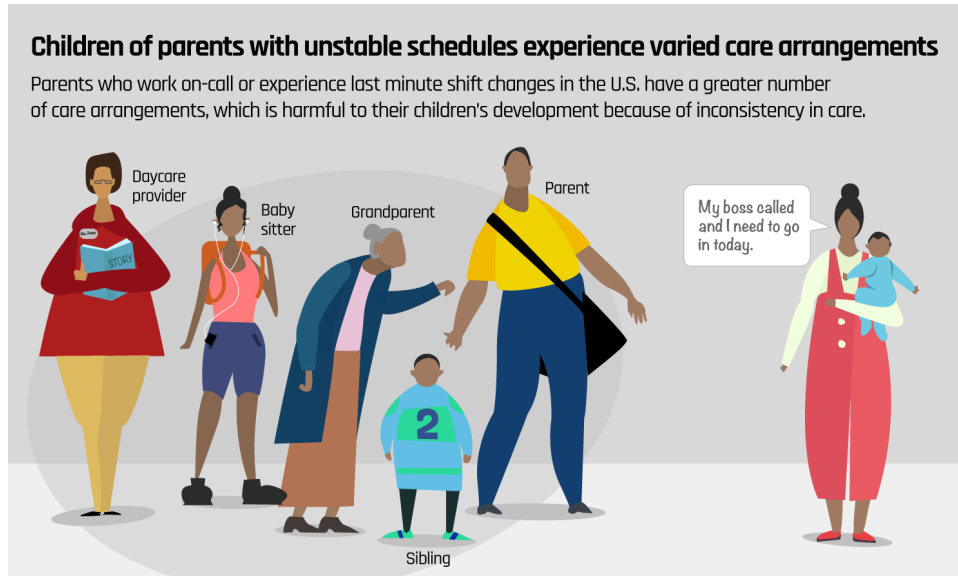 Children of parents with unstable schedules experience varied care arrangements
Parents who work on-call or experience last minute shift changes in the U.S. have a greater number
of care arrangements, which is harmful to their children's development because of inconsistency in care.
Daycare
provider
Baby
sitter
Grandparent
Parent
My boss called
and I need to go
in today.
STORY
2
Sibling